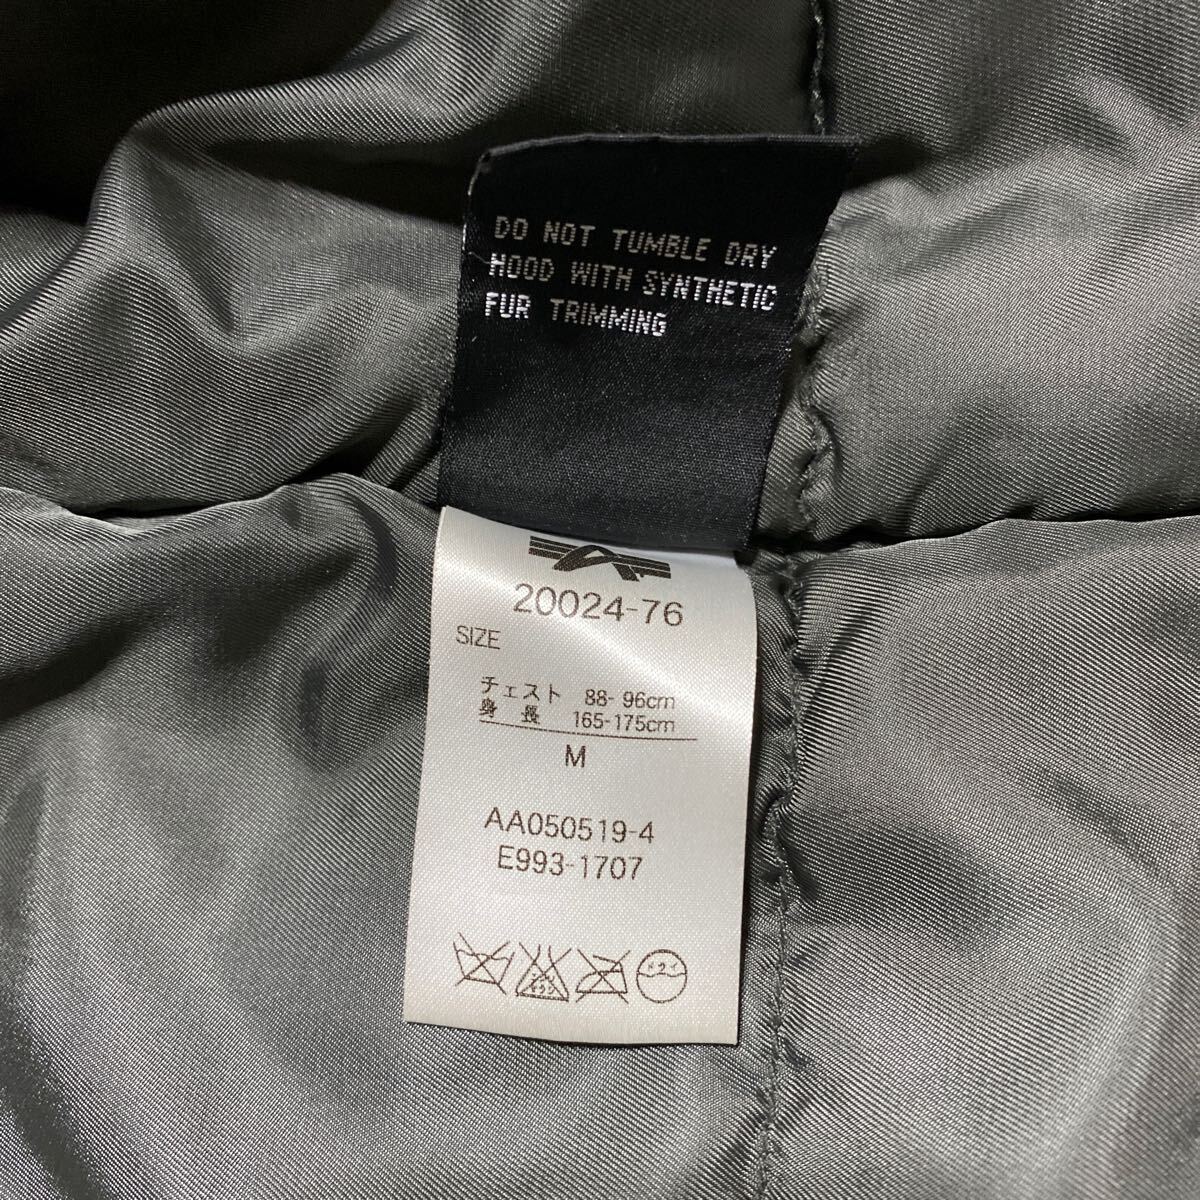 DO NOT TUMBLE DRY
HOOD WITH SYNTHETIC
FUR TRIMMING
20024-76
SIZE
チェスト 88-96cm
身長 165-175cm
M
AA050519-4
E993-1707